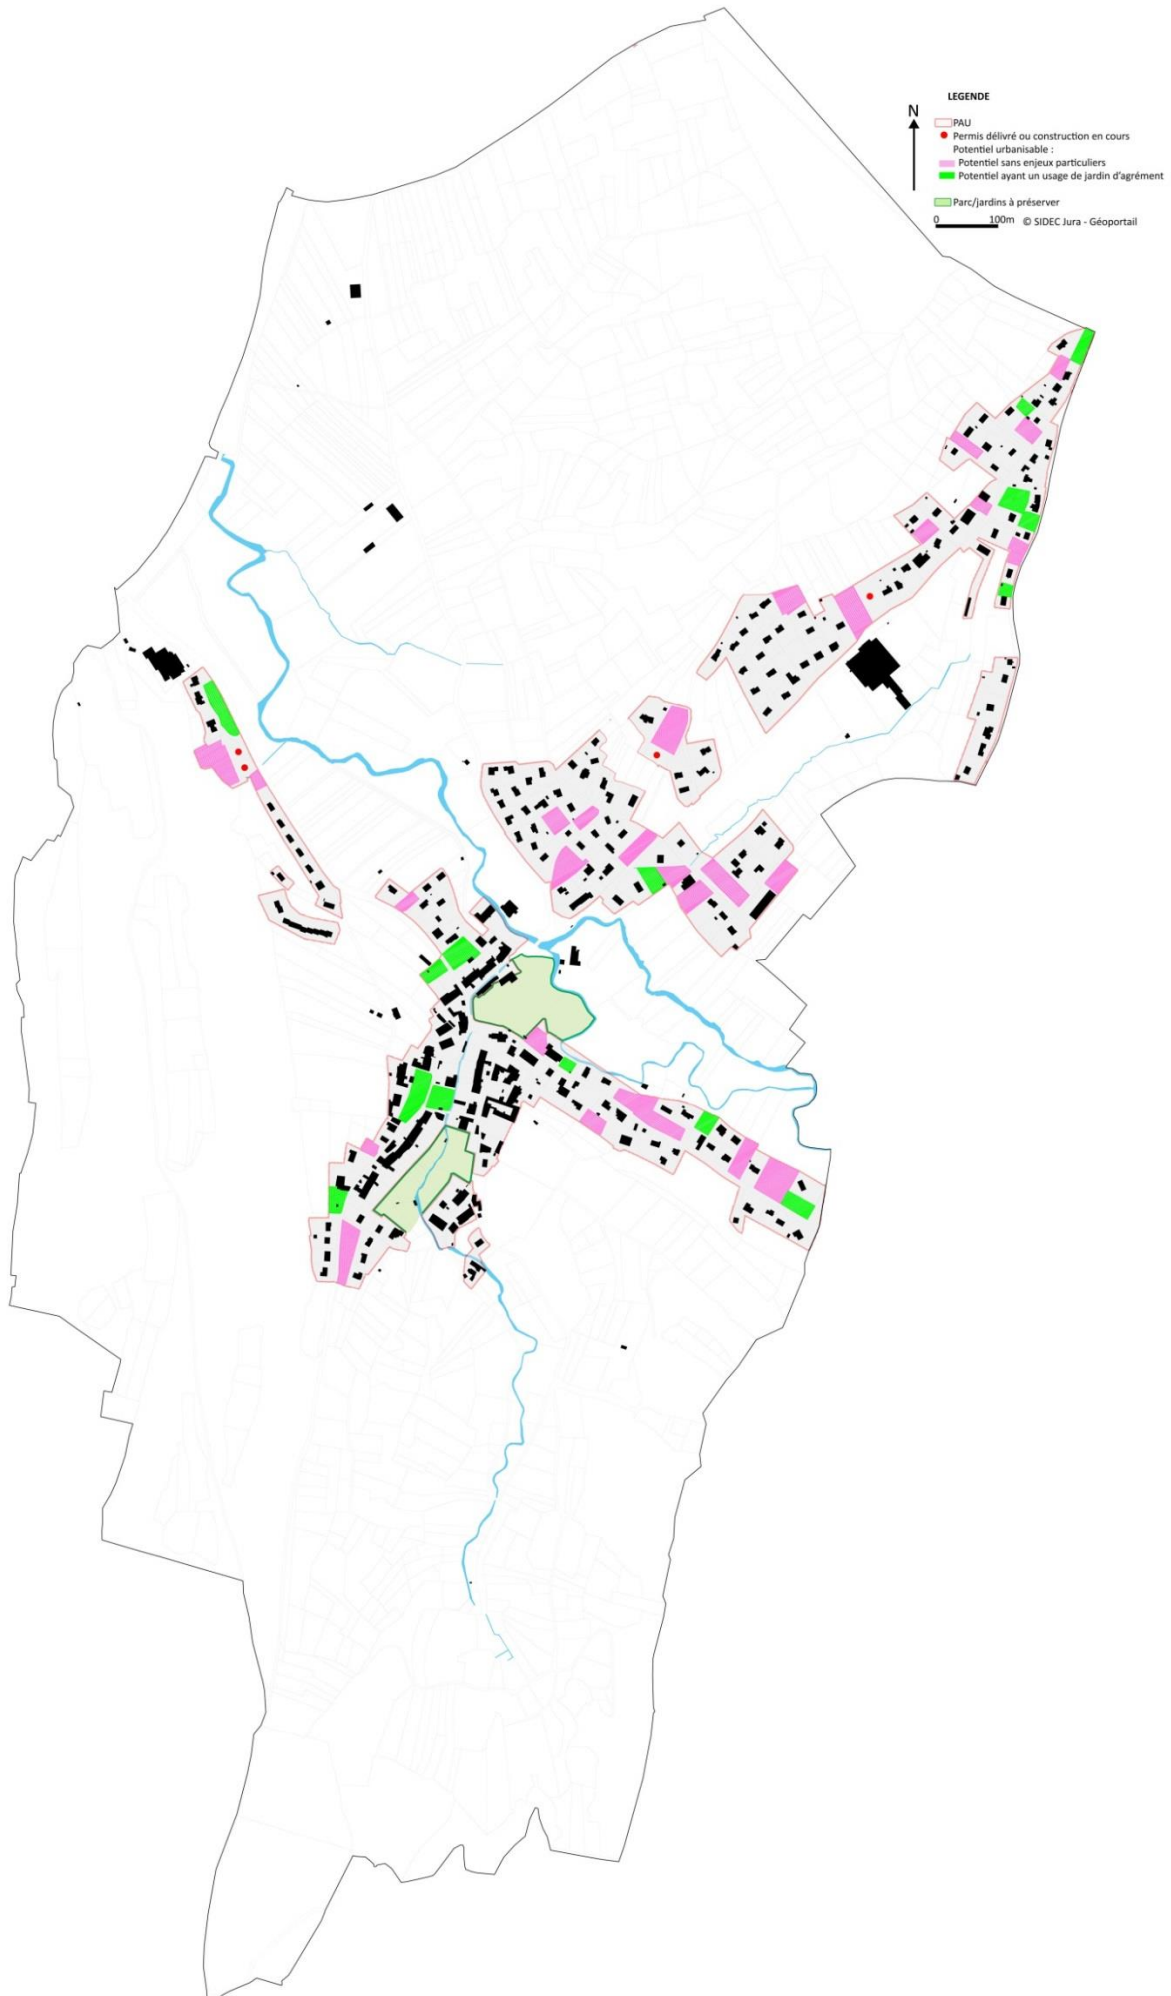 LEGENDE
N
PAU
Permis délivré ou construction en cours
Potentiel urbanisable :
Potentiel sans enjeux particuliers
Potentiel ayant un usage de jardin d'agrément
Parc/jardins à préserver
0 100m © SIDEC Jura - Géoportail